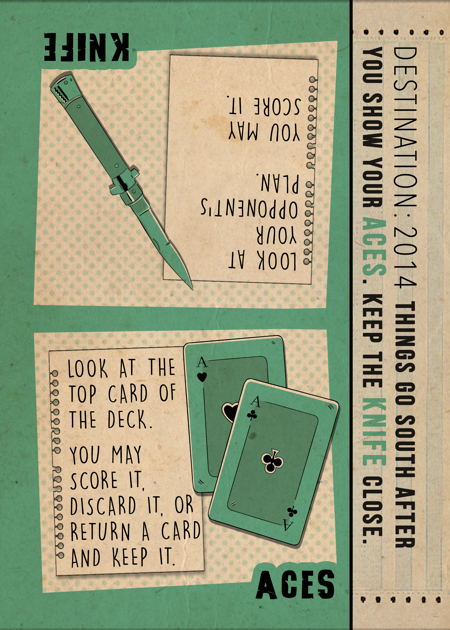 KNIFE
LOOK AT
YOUR
OPPONENT'S
PLAN.
YOU MAY
SCORE IT.
LOOK AT THE
TOP CARD OF
THE DECK.
YOU MAY
SCORE IT,
DISCARD IT, OR
RETURN A CARD
AND KEEP IT.
A
A
A
ACES
DESTINATION: 2014 THINGS GO SOUTH AFTER
YOU SHOW YOUR ACES. KEEP THE KNIFE CLOSE.